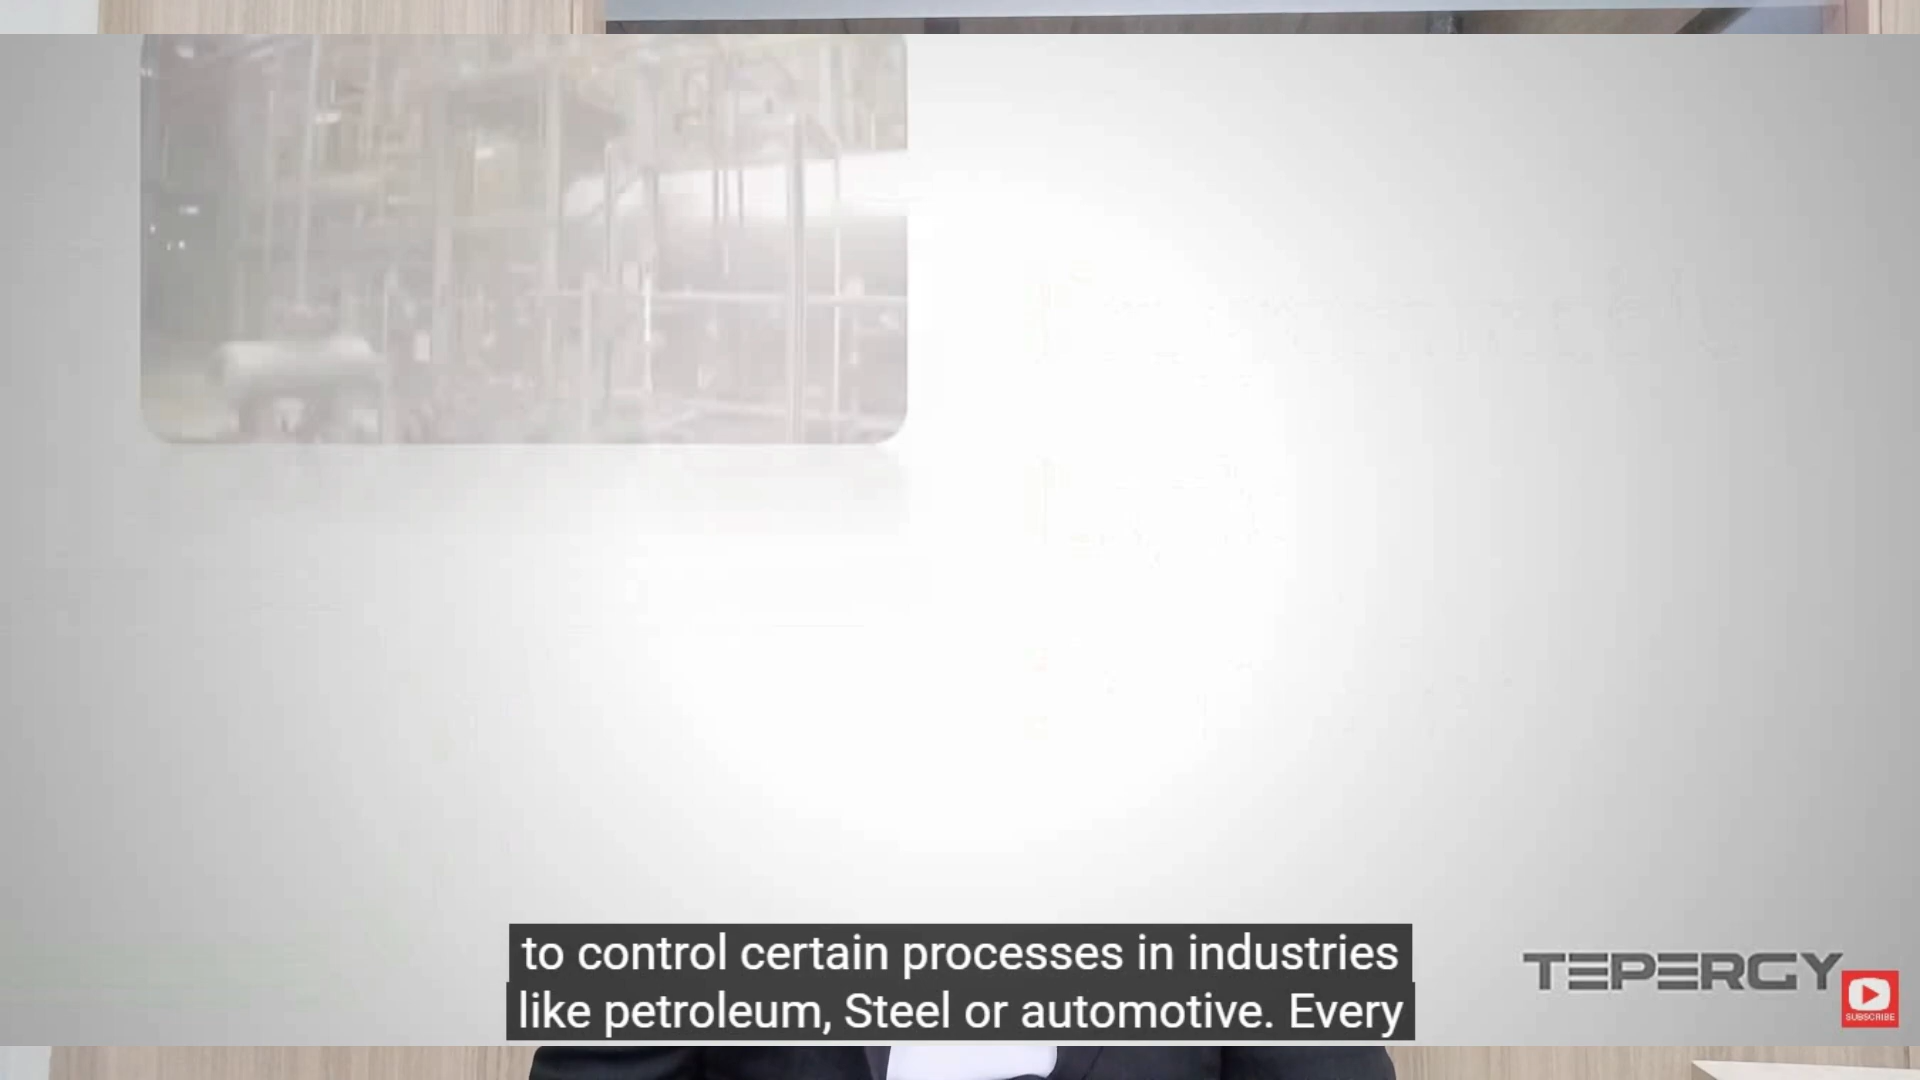 to control certain processes in industries
like petroleum, Steel or automotive. Every
TEPERGY
SUBSCRIBE